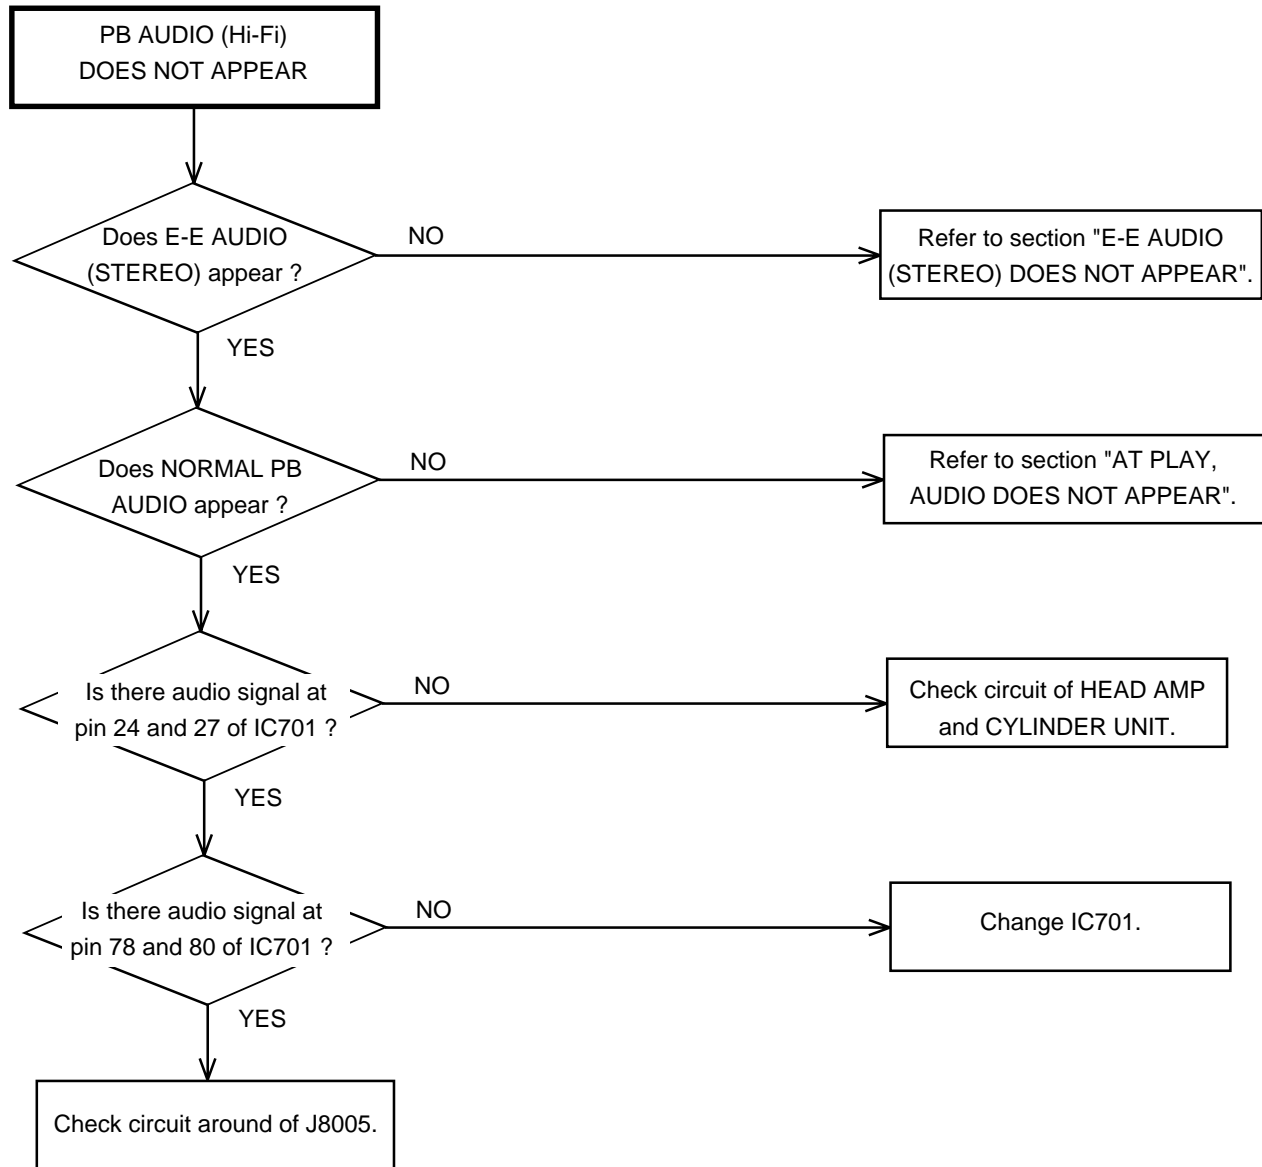 PB AUDIO (Hi-Fi)
DOES NOT APPEAR
Does E-E AUDIO
(STEREO) appear ?
NO
Refer to section "E-E AUDIO
(STEREO) DOES NOT APPEAR".
YES
Does NORMAL PB
AUDIO appear ?
NO
Refer to section "AT PLAY,
AUDIO DOES NOT APPEAR".
YES
Is there audio signal at
pin 24 and 27 of IC701 ?
NO
Check circuit of HEAD AMP
and CYLINDER UNIT.
YES
Is there audio signal at
pin 78 and 80 of IC701 ?
NO
Change IC701.
YES
Check circuit around of J8005.